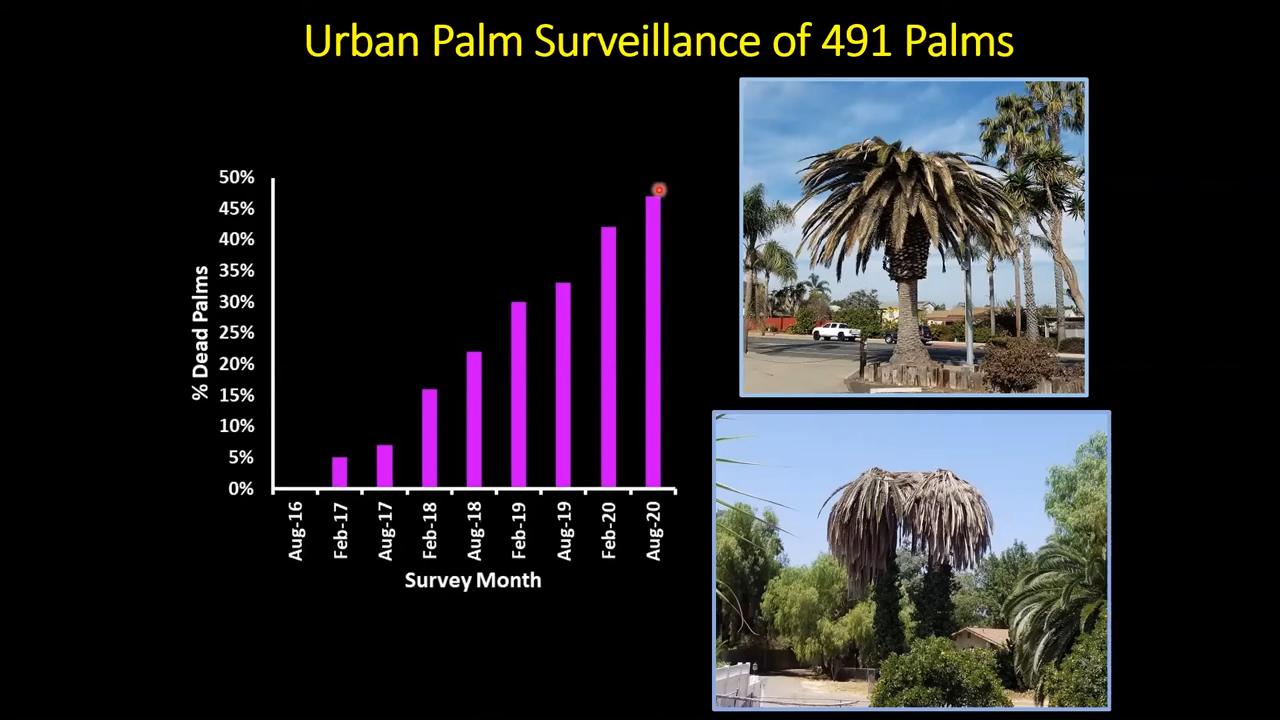 Urban Palm Surveillance of 491 Palms
% Dead Palms
50%
45%
40%
35%
30%
25%
20%
15%
10%
5%
0%
Aug-16
Feb-17
Aug-17
Feb-18
Aug-18
Feb-19
Aug-19
Feb-20
Aug-20
Survey Month